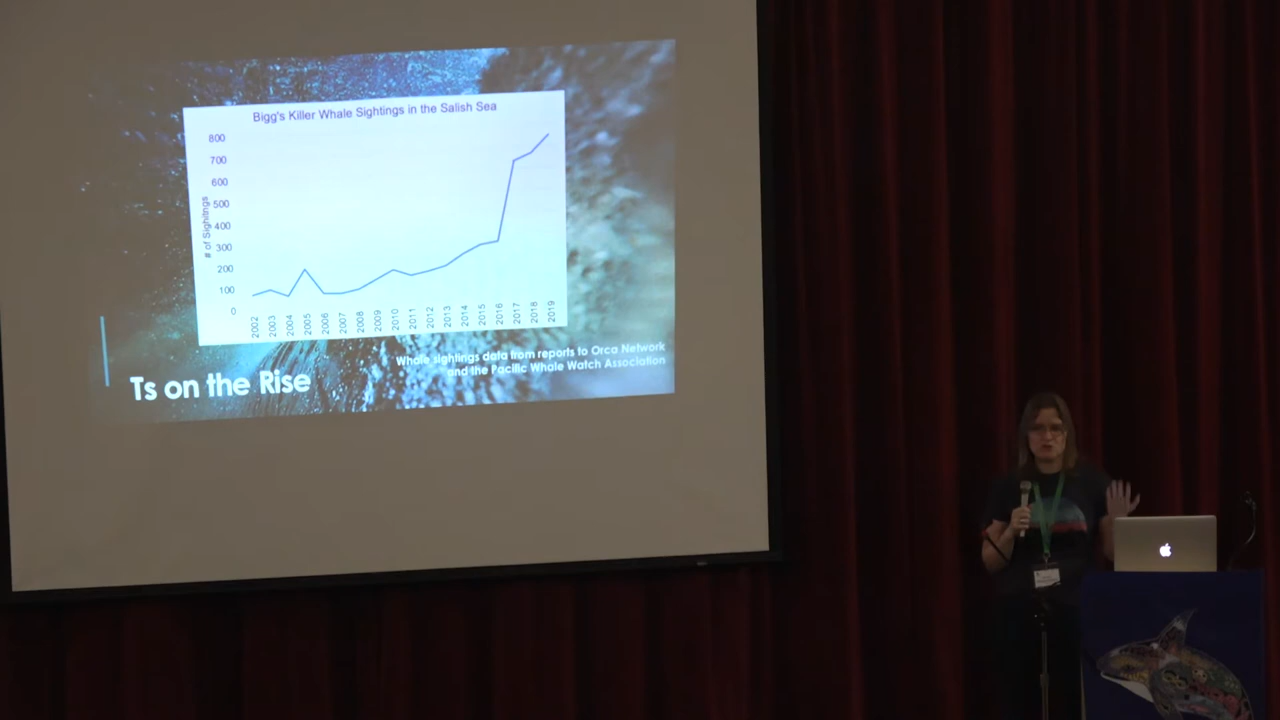 Bigg's Killer Whale Sightings in the Salish Sea
800
700
600
500
400
300
200
100
0
# of Sightings
2002 2003 2004 2005 2006 2007 2008 2009 2010 2011 2012 2013 2014 2015 2016 2017 2018 2019
Whale sightings data from reports to Orca Network
and the Pacific Whale Watch Association
Ts on the Rise